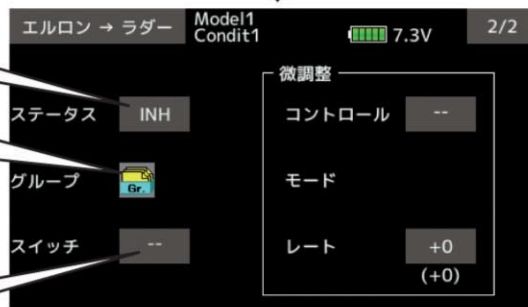 エルロン → ラダー
Model1
Condit1
7.3V
2/2
ステータス
INH
グループ
Gr.
スイッチ
--
微調整
コントロール
--
モード
レート
+0
(+0)